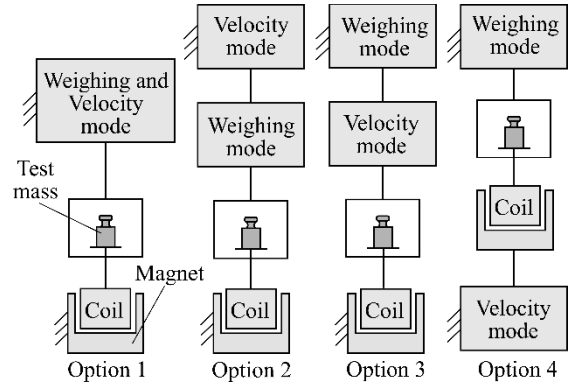 Weighing and
Velocity
mode
Test
mass
Magnet
Coil
Option 1
Velocity
mode
Weighing
mode
Coil
Option 2
Weighing
mode
Velocity
mode
Coil
Option 3
Weighing
mode
Coil
Velocity
mode
Option 4